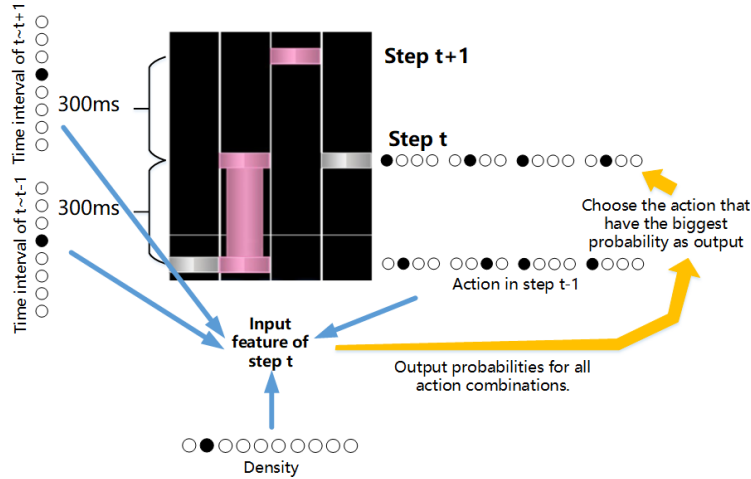 Time interval of t~t+1
300ms
Step t+1
Step t
300ms
Time interval of t~t-1
Choose the action that
have the biggest
probability as output
Action in step t-1
Input
feature of
step t
Output probabilities for all
action combinations.
Density